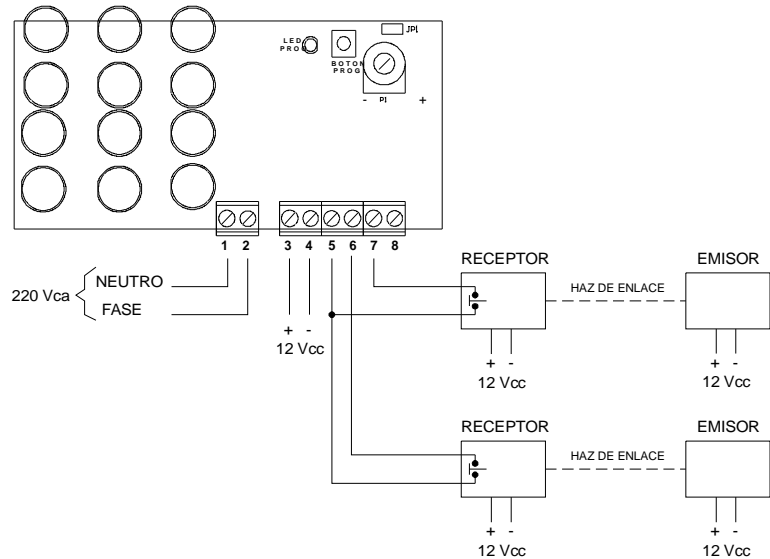 JP1
LED
PROG
BOTON
PROG
- P1 +
1 2 3 4 5 6 7 8
220 Vca
NEUTRO
FASE
+ -
12 Vcc
RECEPTOR
HAZ DE ENLACE
EMISOR
+ -
12 Vcc
+ -
12 Vcc
RECEPTOR
HAZ DE ENLACE
EMISOR
+ -
12 Vcc
+ -
12 Vcc